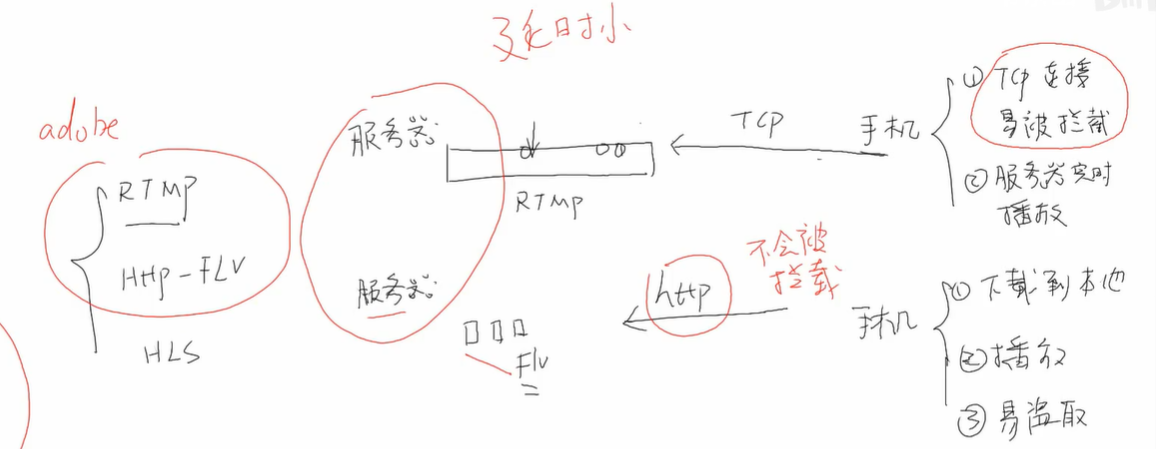 延时小
adobe
RTMP
Http-FLV
HLS
服务器:
服务器:
RTMP
Flv
TCP
手机
① TCP 连接
易被拦截
② 服务器实时
播放
http
不会被
拦截
手机
① 下载到本地
② 播放
③ 易盗取